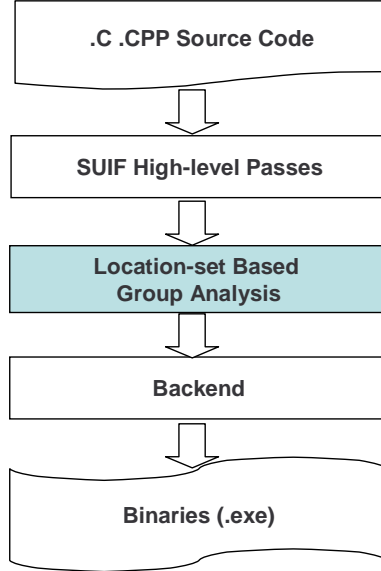 .C .CPP Source Code
SUIF High-level Passes
Location-set Based
Group Analysis
Backend
Binaries (.exe)